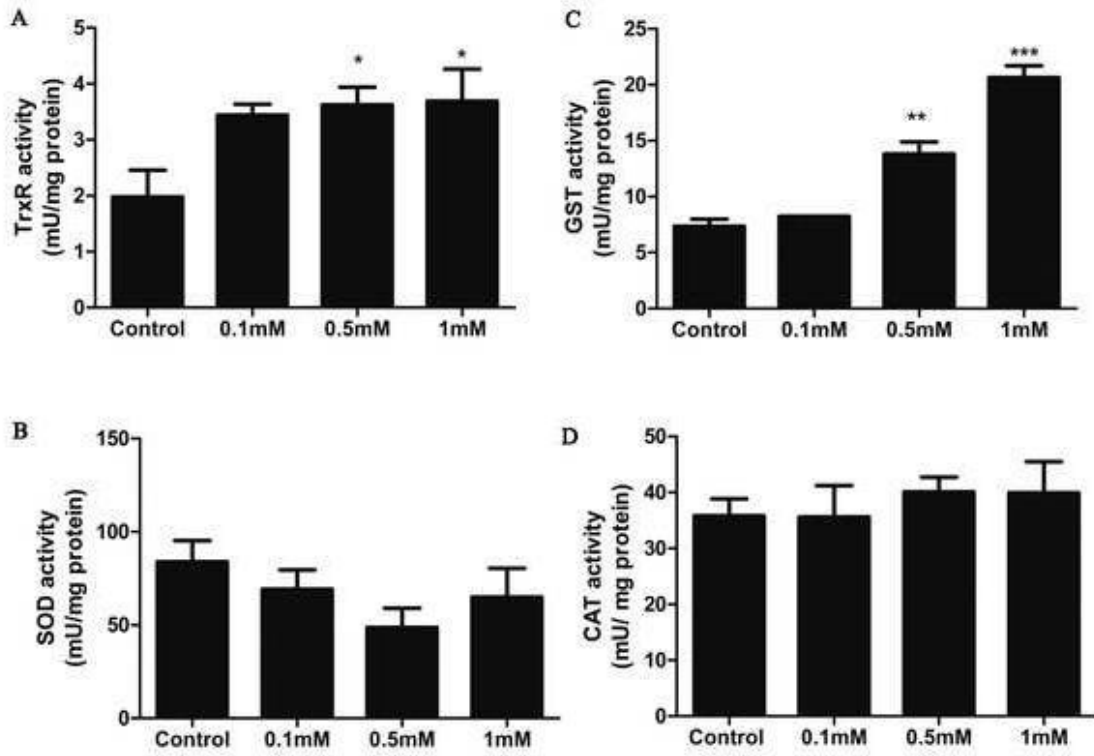 A
TrxR activity
(mU/mg protein)
5
4
3
2
1
0
*
*
Control 0.1mM 0.5mM 1mM
C
GST activity
(mU/mg protein)
25
20
15
10
5
0
**
***
Control 0.1mM 0.5mM 1mM
B
SOD activity
(mU/mg protein)
150
100
50
0
Control 0.1mM 0.5mM 1mM
D
CAT activity
(mU/ mg protein)
50
40
30
20
10
0
Control 0.1mM 0.5mM 1mM